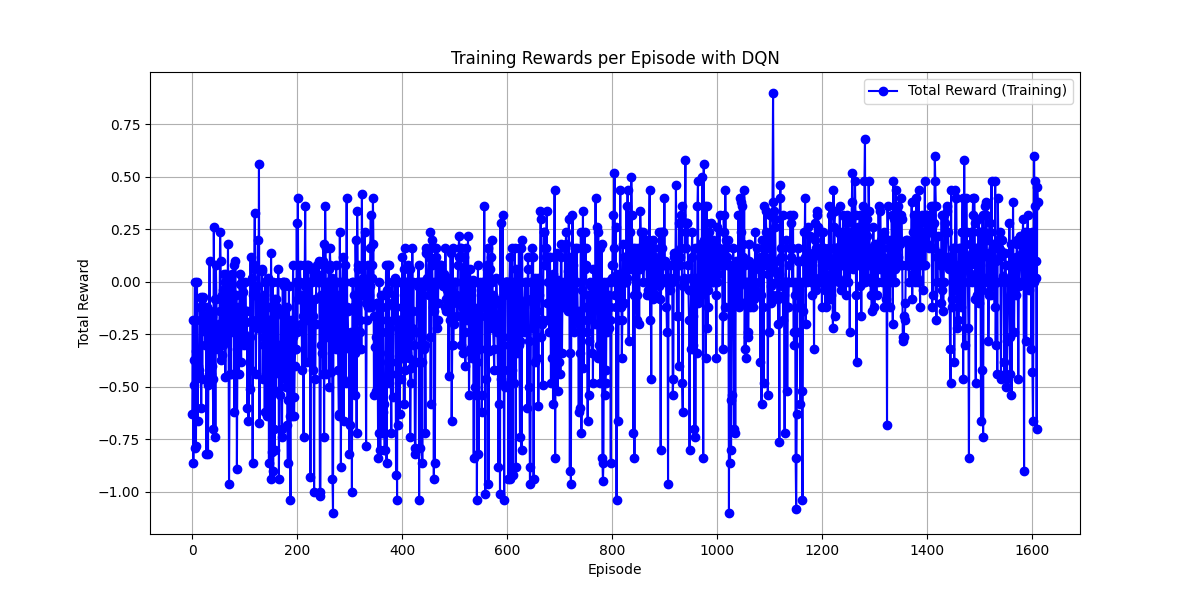 Training Rewards per Episode with DQN
Total Reward (Training)
Total Reward
0.75
0.50
0.25
0.00
−0.25
−0.50
−0.75
−1.00
0 200 400 600 800 1000 1200 1400 1600
Episode